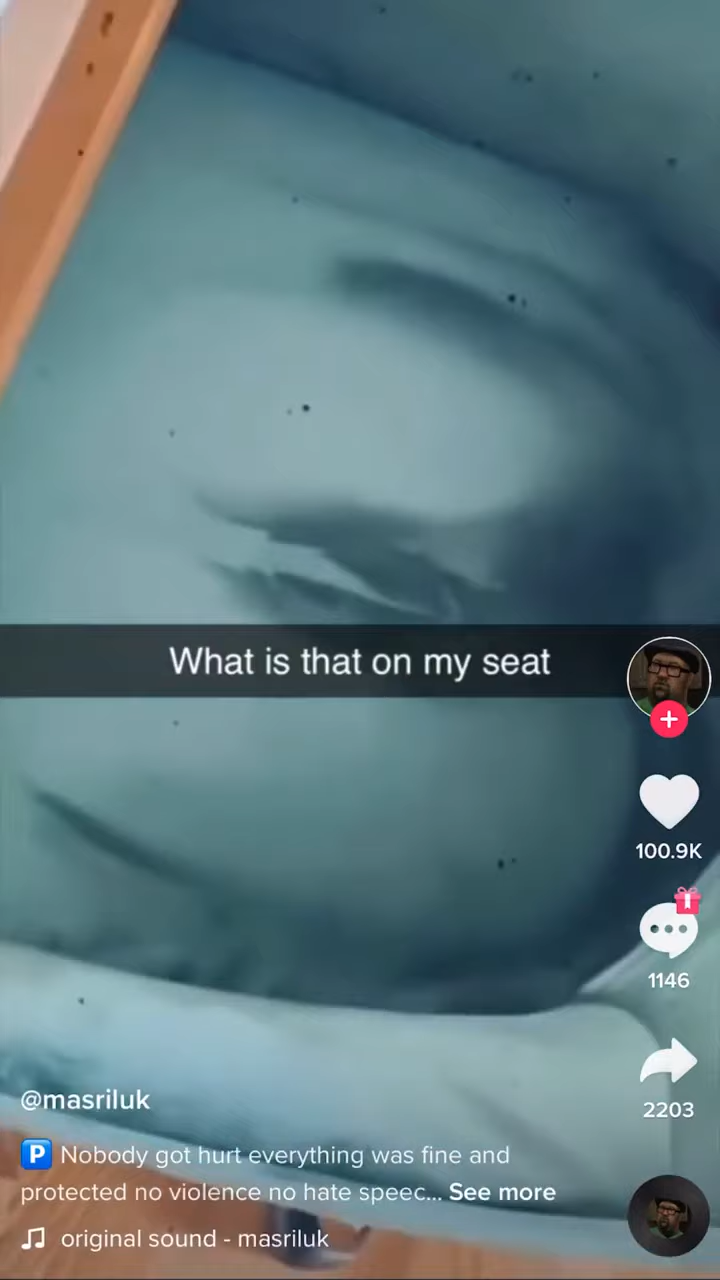 What is that on my seat
100.9K
1146
2203
@masriluk
🅿️ Nobody got hurt everything was fine and
protected no violence no hate speec... See more
original sound - masriluk